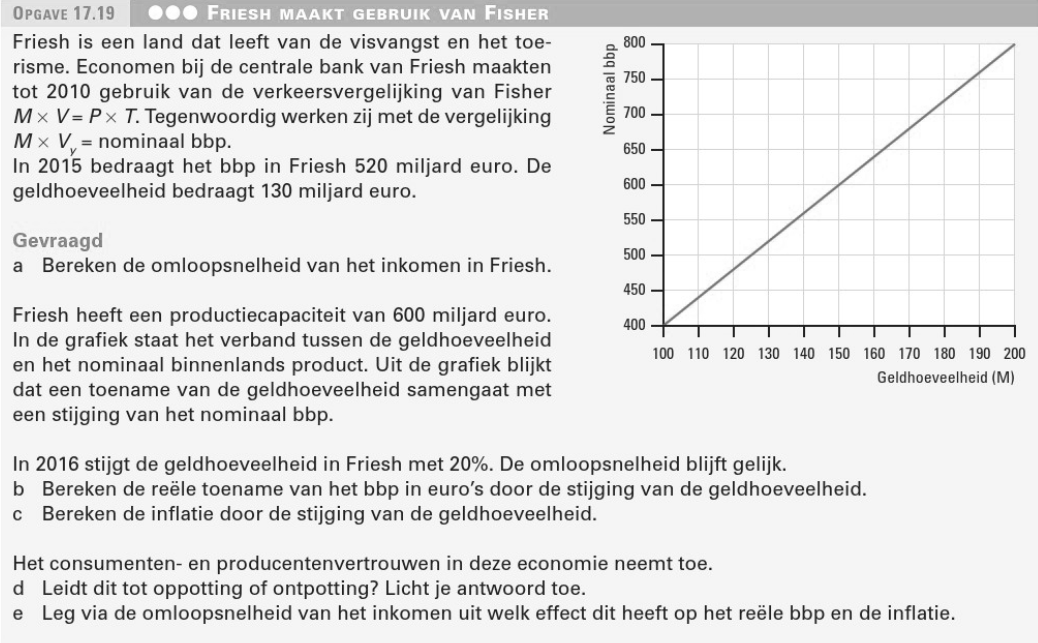 OPGAVE 17.19 ●●● FRIESH MAAKT GEBRUIK VAN FISHER
Friesh is een land dat leeft van de visvangst en het toe-
risme. Economen bij de centrale bank van Friesh maakten
tot 2010 gebruik van de verkeersvergelijking van Fisher
M × V = P × T. Tegenwoordig werken zij met de vergelijking
M × Vy = nominaal bbp.
In 2015 bedraagt het bbp in Friesh 520 miljard euro. De
geldhoeveelheid bedraagt 130 miljard euro.
Gevraagd
a Bereken de omloopsnelheid van het inkomen in Friesh.
Friesh heeft een productiecapaciteit van 600 miljard euro.
In de grafiek staat het verband tussen de geldhoeveelheid
en het nominaal binnenlands product. Uit de grafiek blijkt
dat een toename van de geldhoeveelheid samengaat met
een stijging van het nominaal bbp.
Nominaal bbp
800
750
700
650
600
550
500
450
400
100 110 120 130 140 150 160 170 180 190 200
Geldhoeveelheid (M)
In 2016 stijgt de geldhoeveelheid in Friesh met 20%. De omloopsnelheid blijft gelijk.
b Bereken de reële toename van het bbp in euro's door de stijging van de geldhoeveelheid.
c Bereken de inflatie door de stijging van de geldhoeveelheid.
Het consumenten- en producentenvertrouwen in deze economie neemt toe.
d Leidt dit tot oppotting of ontpotting? Licht je antwoord toe.
e Leg via de omloopsnelheid van het inkomen uit welk effect dit heeft op het reële bbp en de inflatie.